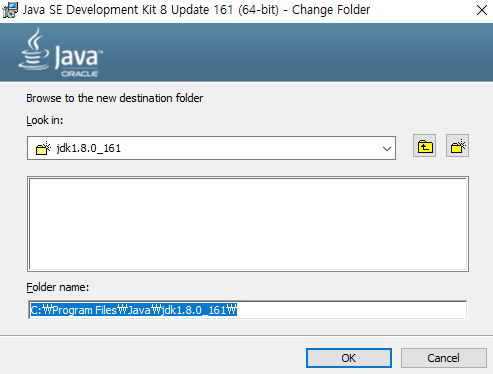 Java SE Development Kit 8 Update 161 (64-bit) - Change Folder
Java
ORACLE
Browse to the new destination folder
Look in:
jdk1.8.0_161
Folder name:
C:₩Program Files₩Java₩jdk1.8.0_161₩
OK
Cancel